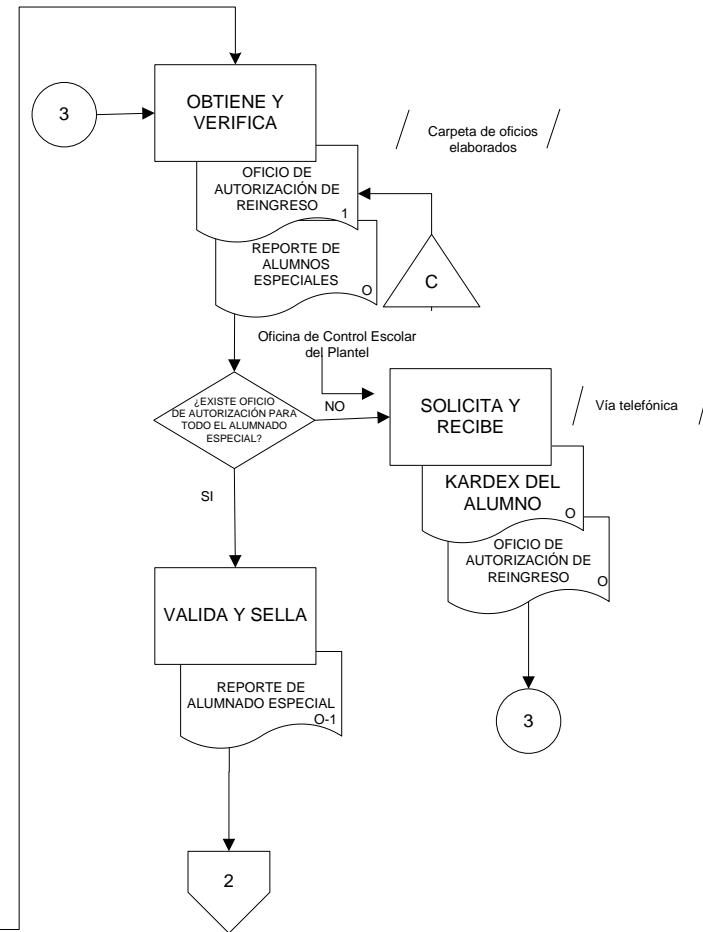 OBTIENE Y
VERIFICA
3
Carpeta de oficios
elaborados
OFICIO DE
AUTORIZACIÓN DE
REINGRESO
1
REPORTE DE
ALUMNOS
ESPECIALES
O
C
Oficina de Control Escolar
del Plantel
¿EXISTE OFICIO
DE AUTORIZACIÓN PARA
TODO EL ALUMNADO
ESPECIAL?
NO
SOLICITA Y
RECIBE
Vía telefónica
KARDEX DEL
ALUMNO
O
OFICIO DE
AUTORIZACIÓN DE
REINGRESO
O
SI
VALIDA Y SELLA
REPORTE DE
ALUMNADO ESPECIAL
O-1
3
2